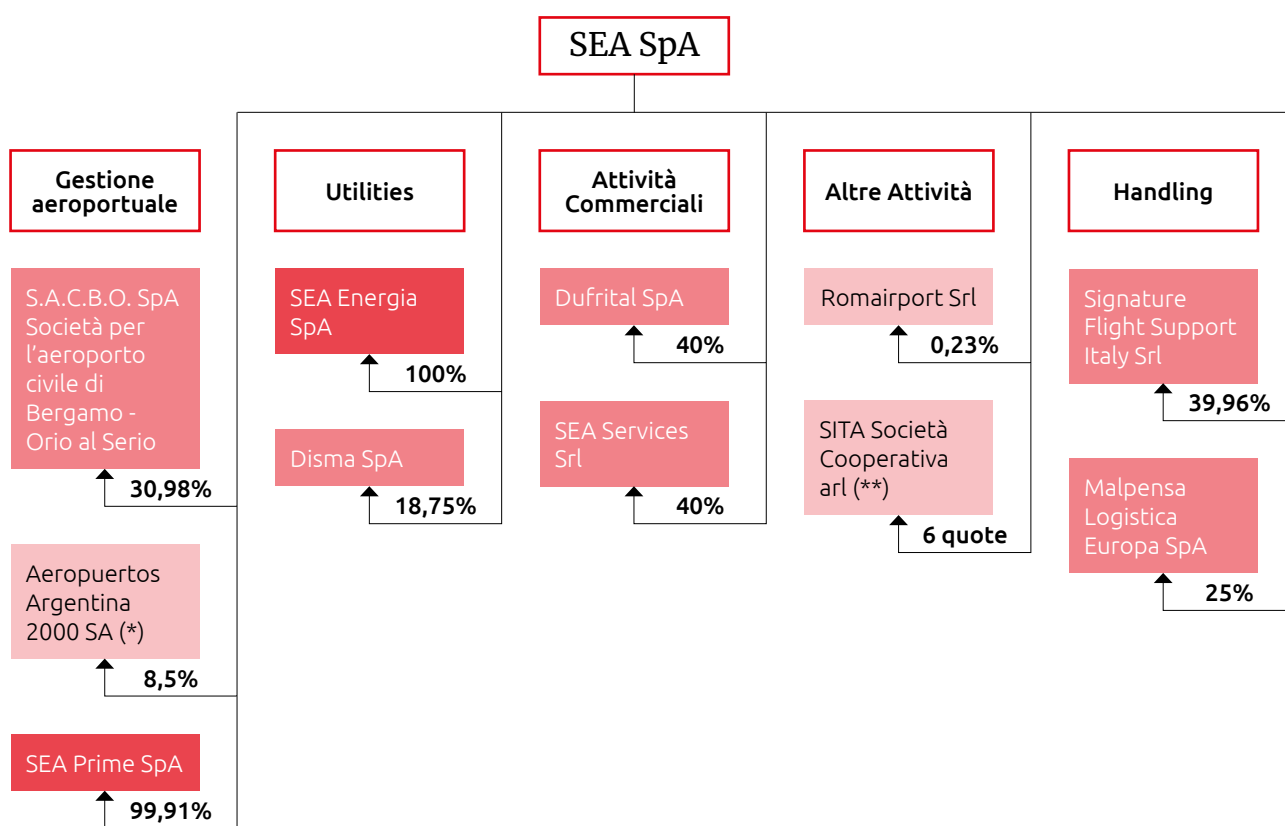 SEA SpA
Gestione
aeroportuale
S.A.C.B.O. SpA
Società per
l’aeroporto
civile di
Bergamo -
Orio al Serio
30,98%
Aeropuertos
Argentina
2000 SA (*)
8,5%
SEA Prime SpA
99,91%
Utilities
SEA Energia
SpA
100%
Disma SpA
18,75%
Attività
Commerciali
Dufrital SpA
40%
SEA Services
Srl
40%
Altre Attività
Romairport Srl
0,23%
SITA Società
Cooperativa
arl (**)
6 quote
Handling
Signature
Flight Support
Italy Srl
39,96%
Malpensa
Logistica
Europa SpA
25%